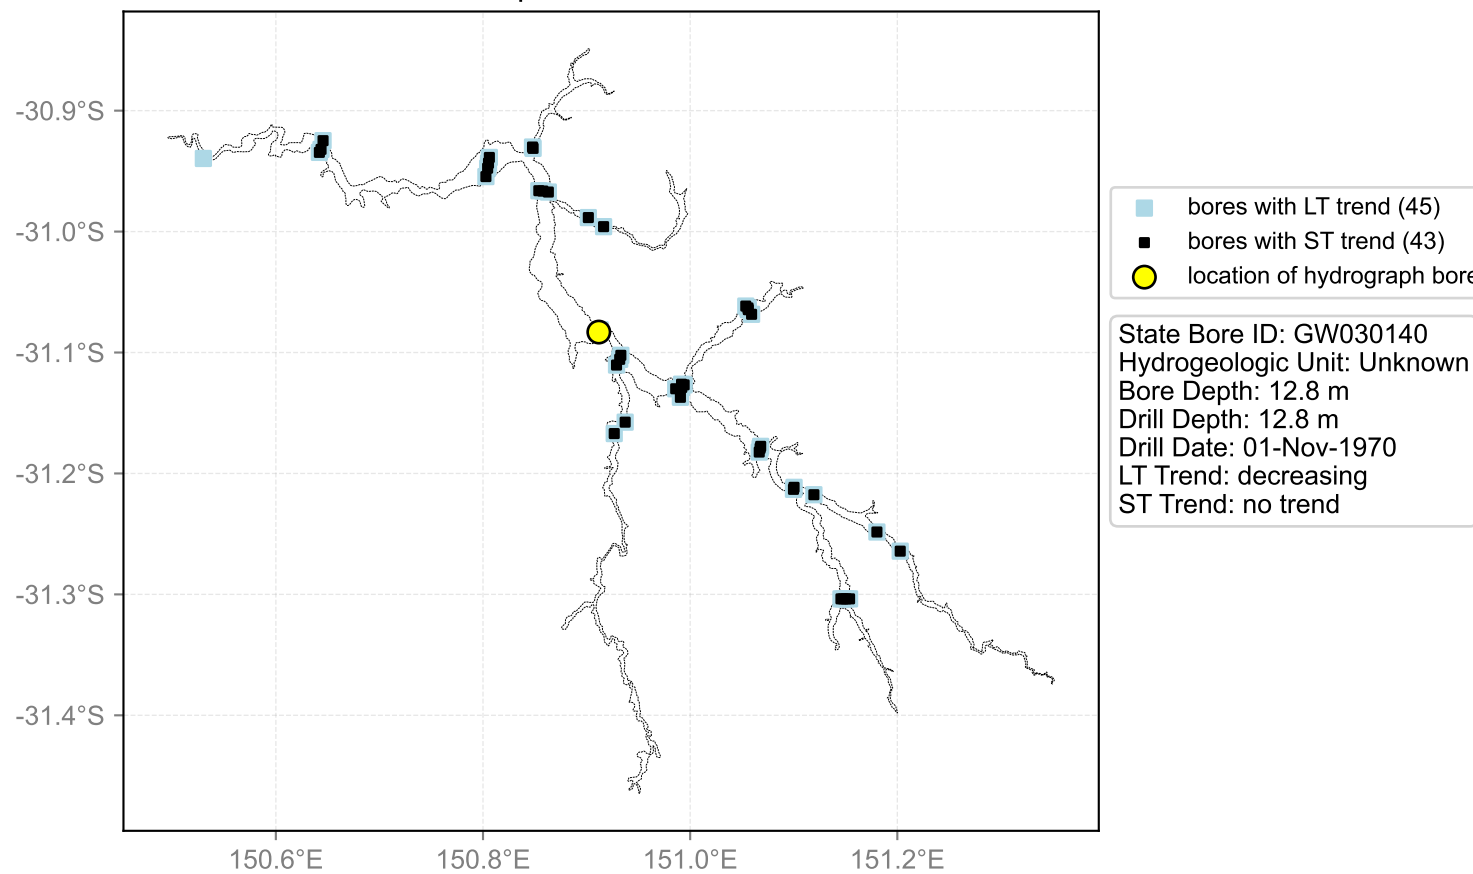 -30.9°S
-31.0°S
-31.1°S
-31.2°S
-31.3°S
-31.4°S
150.6°E
150.8°E
151.0°E
151.2°E
bores with LT trend (45)
bores with ST trend (43)
location of hydrograph bore
State Bore ID: GW030140
Hydrogeologic Unit: Unknown
Bore Depth: 12.8 m
Drill Depth: 12.8 m
Drill Date: 01-Nov-1970
LT Trend: decreasing
ST Trend: no trend